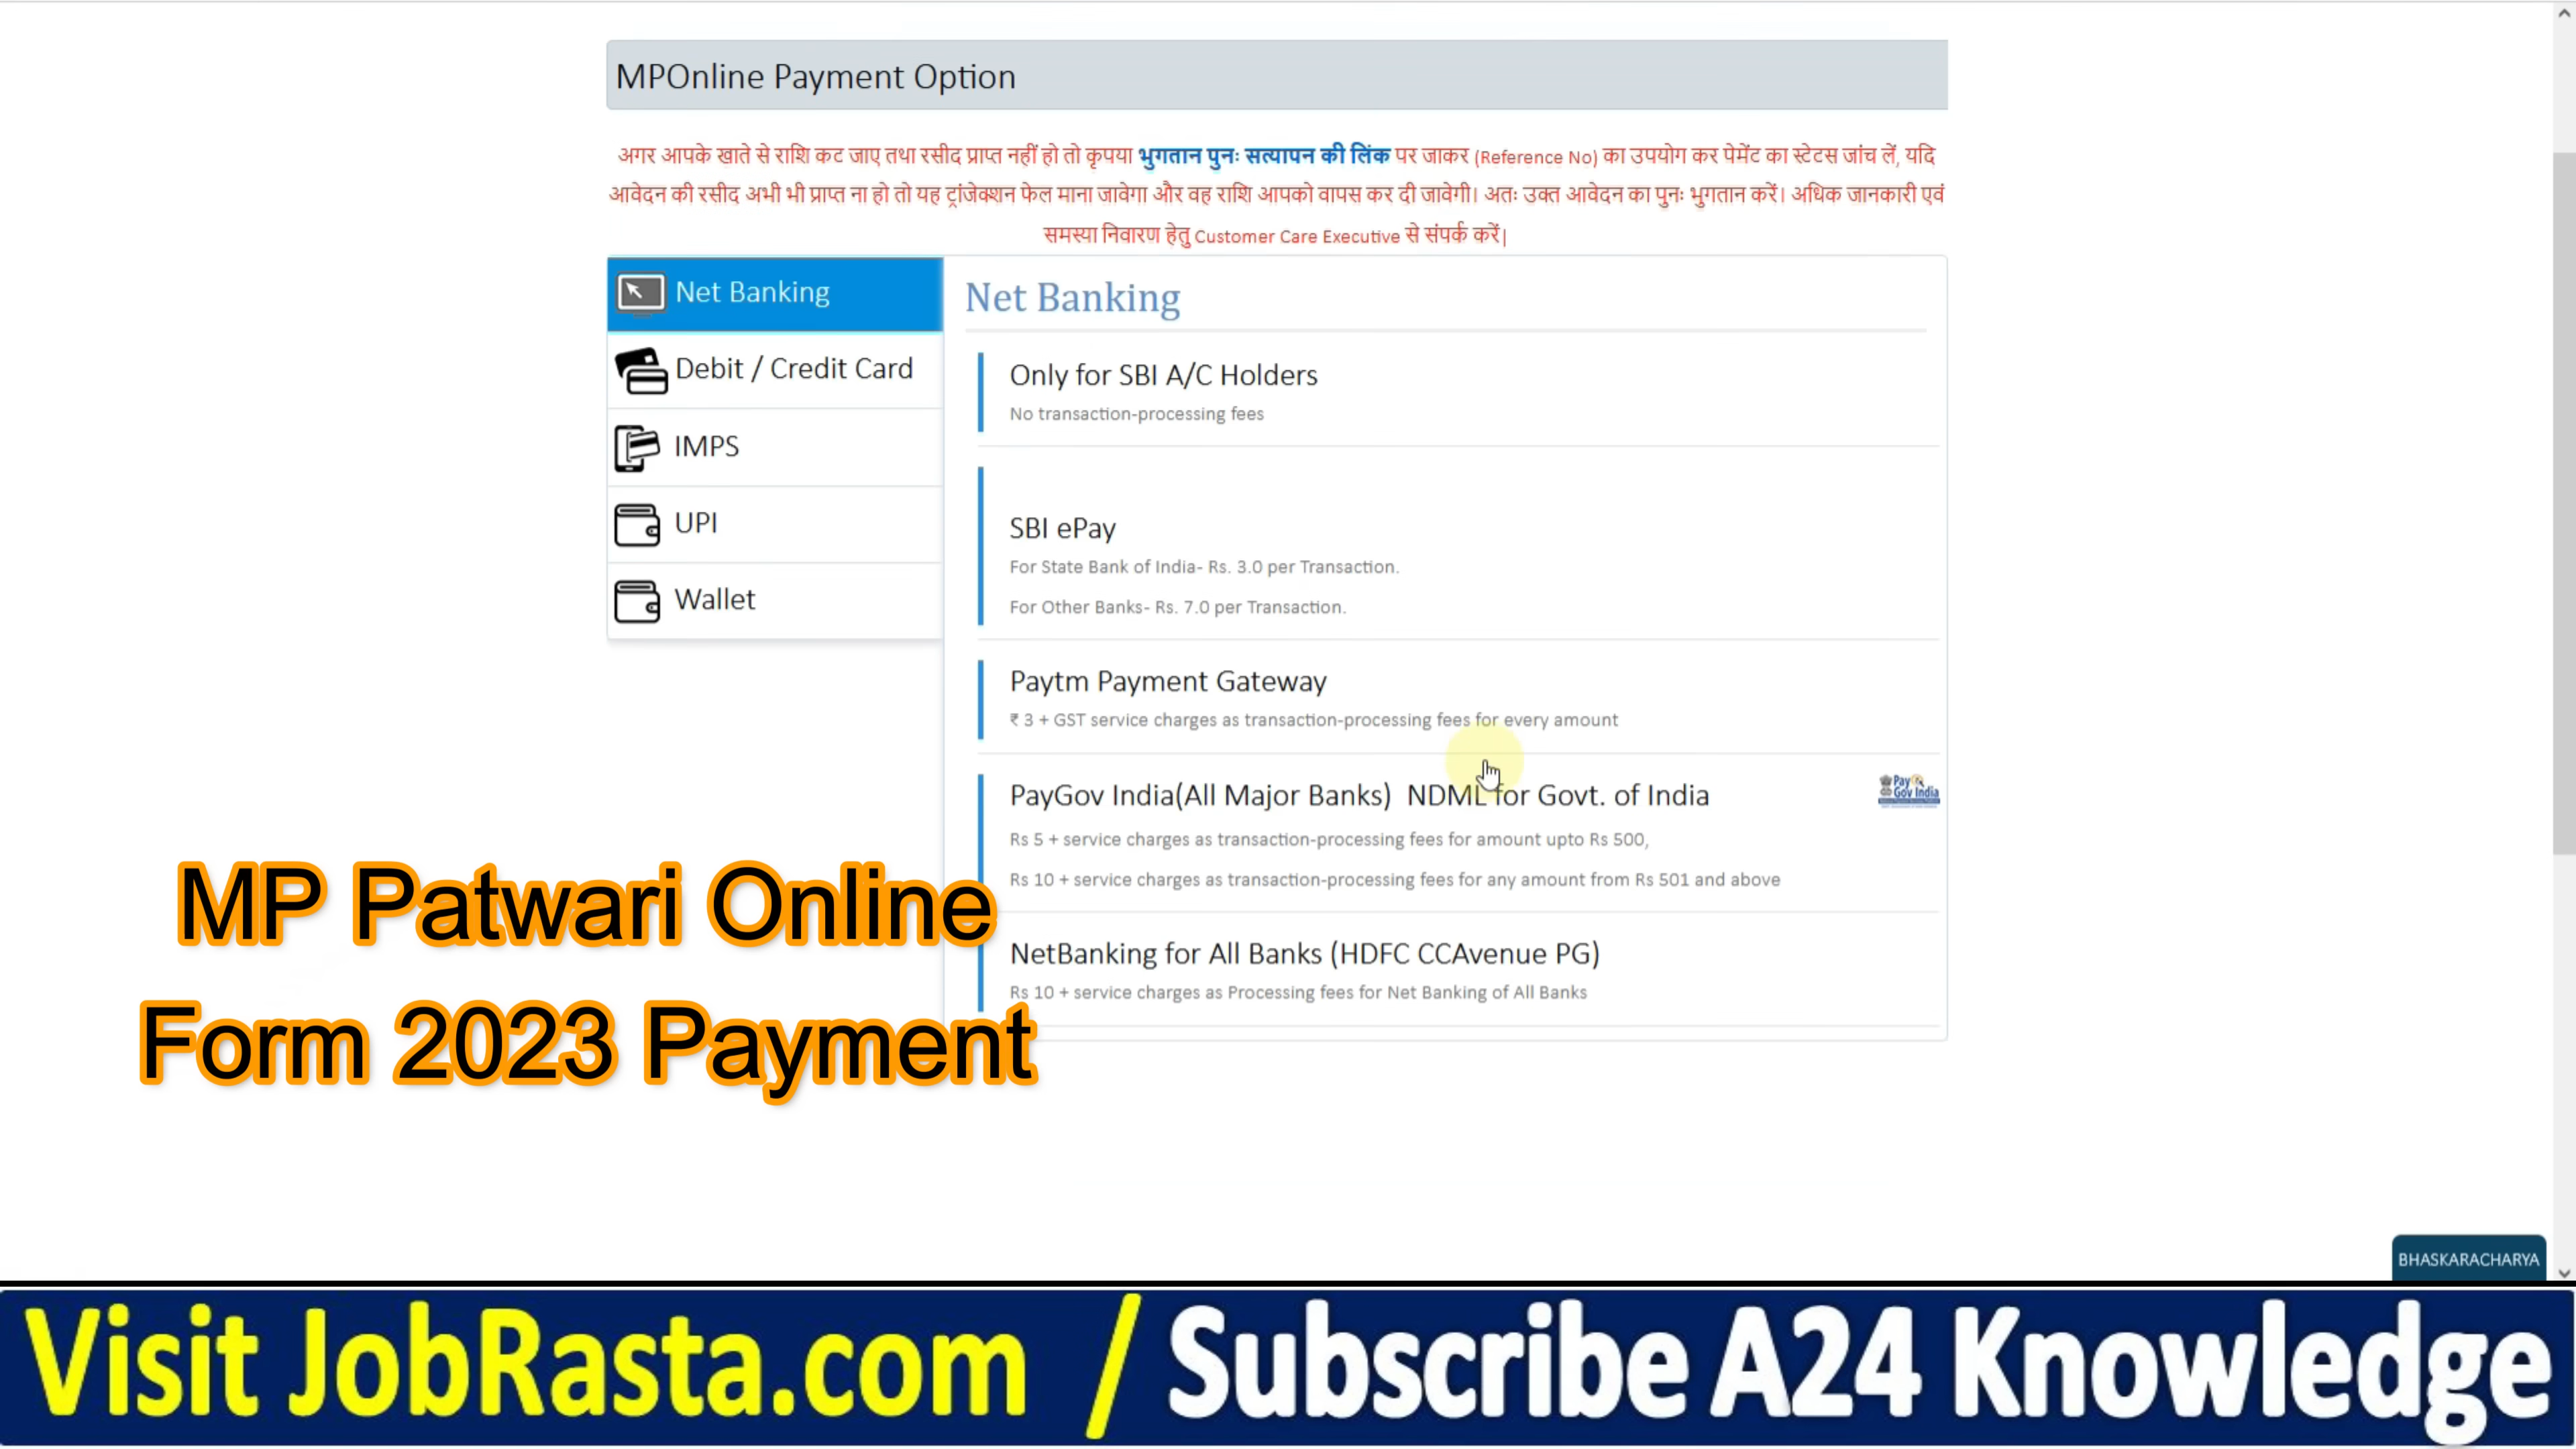 MPOnline Payment Option
अगर आपके खाते से राशि कट जाए तथा रसीद प्राप्त नहीं हो तो कृपया भुगतान पुनः सत्यापन की लिंक पर जाकर (Reference No) का उपयोग कर पेमेंट का स्टेटस जांच लें, यदि
आवेदन की रसीद अभी भी प्राप्त ना हो तो यह ट्रांजेक्शन फेल माना जावेगा और वह राशि आपको वापस कर दी जावेगी। अतः उक्त आवेदन का पुनः भुगतान करें। अधिक जानकारी एवं
समस्या निवारण हेतु Customer Care Executive से संपर्क करें|
Net Banking
Debit / Credit Card
IMPS
UPI
Wallet
Net Banking
Only for SBI A/C Holders
No transaction-processing fees
SBI ePay
For State Bank of India- Rs. 3.0 per Transaction.
For Other Banks- Rs. 7.0 per Transaction.
Paytm Payment Gateway
₹ 3 + GST service charges as transaction-processing fees for every amount
PayGov India(All Major Banks) NDML for Govt. of India
Pay
Gov India
Rs 5 + service charges as transaction-processing fees for amount upto Rs 500,
Rs 10 + service charges as transaction-processing fees for any amount from Rs 501 and above
NetBanking for All Banks (HDFC CCAvenue PG)
Rs 10 + service charges as Processing fees for Net Banking of All Banks
MP Patwari Online
Form 2023 Payment
BHASKARACHARYA
Visit JobRasta.com / Subscribe A24 Knowledge